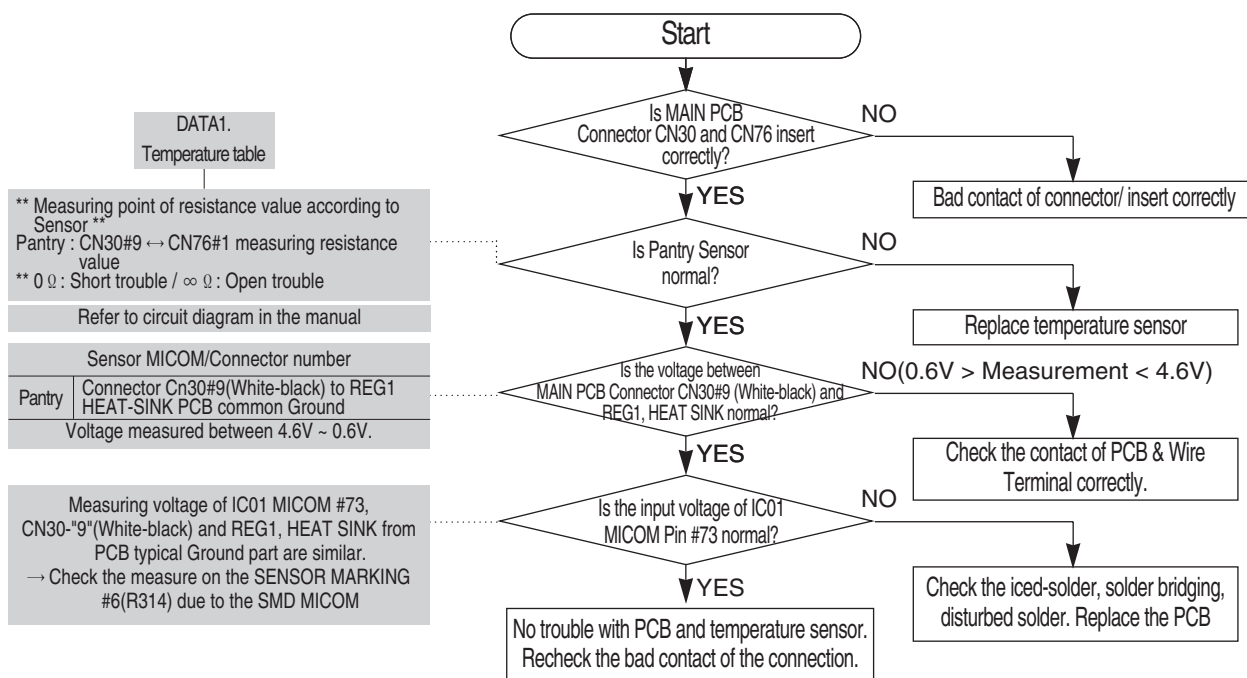 Start
Is MAIN PCB
Connector CN30 and CN76 insert
correctly?
NO
Bad contact of connector/ insert correctly
YES
DATA1.
Temperature table
** Measuring point of resistance value according to
Sensor **
Pantry : CN30#9 ↔ CN76#1 measuring resistance
value
** 0 Ω : Short trouble / ∞ Ω : Open trouble
Refer to circuit diagram in the manual
Is Pantry Sensor
normal?
NO
Replace temperature sensor
YES
Sensor MICOM/Connector number
Pantry
Connector Cn30#9(White-black) to REG1
HEAT-SINK PCB common Ground
Voltage measured between 4.6V ~ 0.6V.
Is the voltage between
MAIN PCB Connector CN30#9 (White-black) and
REG1, HEAT SINK normal?
NO(0.6V > Measurement < 4.6V)
Check the contact of PCB & Wire
Terminal correctly.
YES
Measuring voltage of IC01 MICOM #73,
CN30-"9"(White-black) and REG1, HEAT SINK from
PCB typical Ground part are similar.
→ Check the measure on the SENSOR MARKING
#6(R314) due to the SMD MICOM
Is the input voltage of IC01
MICOM Pin #73 normal?
NO
Check the iced-solder, solder bridging,
disturbed solder. Replace the PCB
YES
No trouble with PCB and temperature sensor.
Recheck the bad contact of the connection.